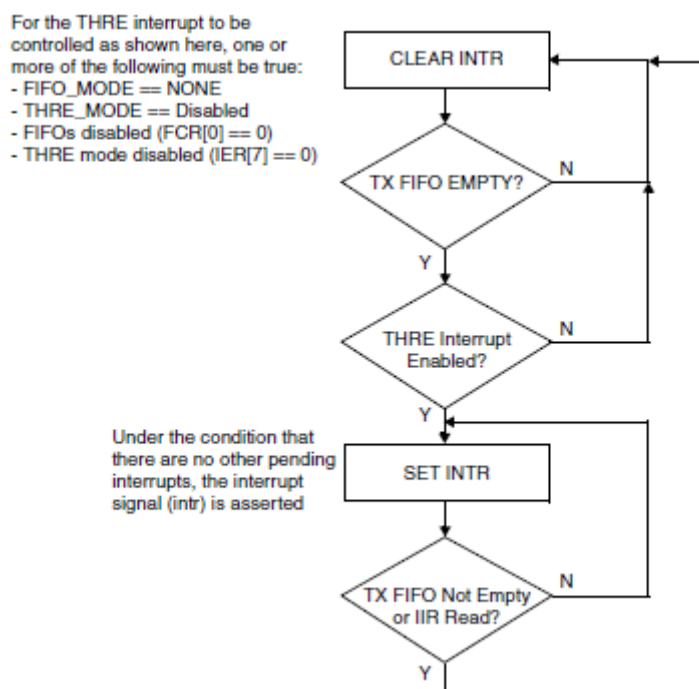 For the THRE interrupt to be
controlled as shown here, one or
more of the following must be true:
- FIFO_MODE == NONE
- THRE_MODE == Disabled
- FIFOs disabled (FCR[0] == 0)
- THRE mode disabled (IER[7] == 0)
CLEAR INTR
TX FIFO EMPTY?
N
Y
THRE Interrupt
Enabled?
N
Y
Under the condition that
there are no other pending
interrupts, the interrupt
signal (intr) is asserted
SET INTR
TX FIFO Not Empty
or IIR Read?
N
Y